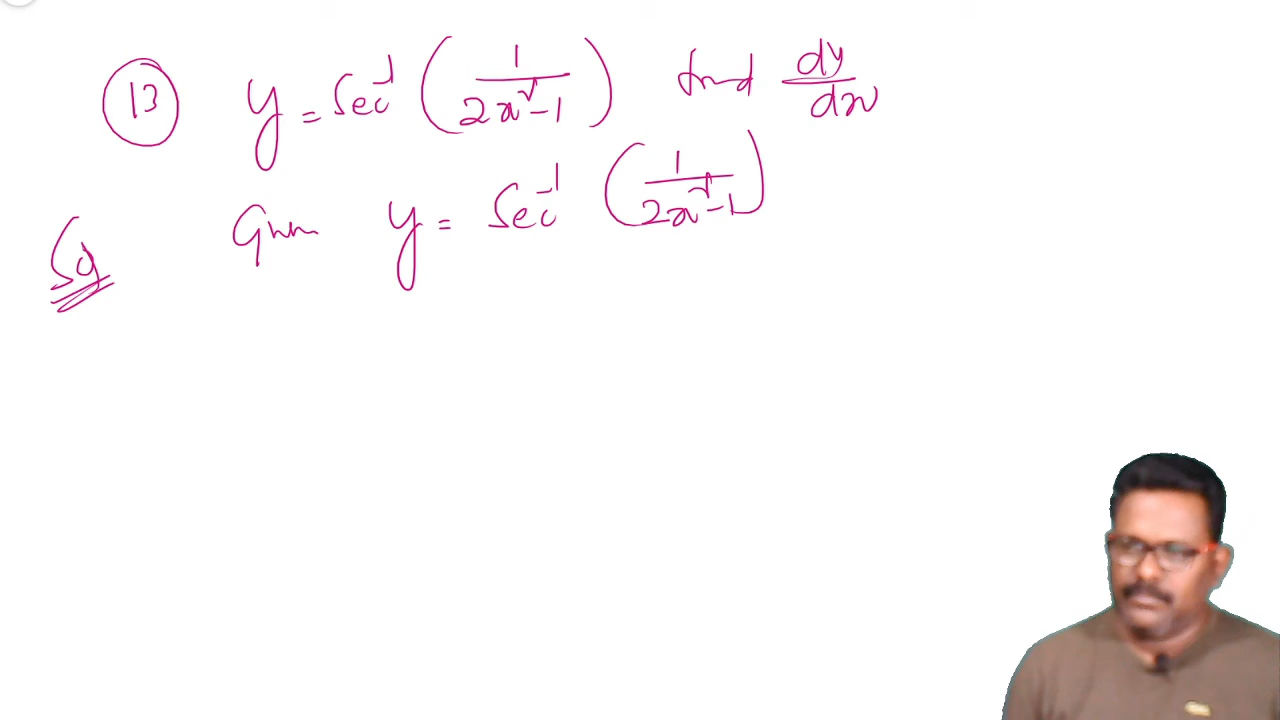 13 y = Sec⁻¹ (1/(2x²-1)) find dy/dx
Sol Given y = Sec⁻¹ (1/(2x²-1))